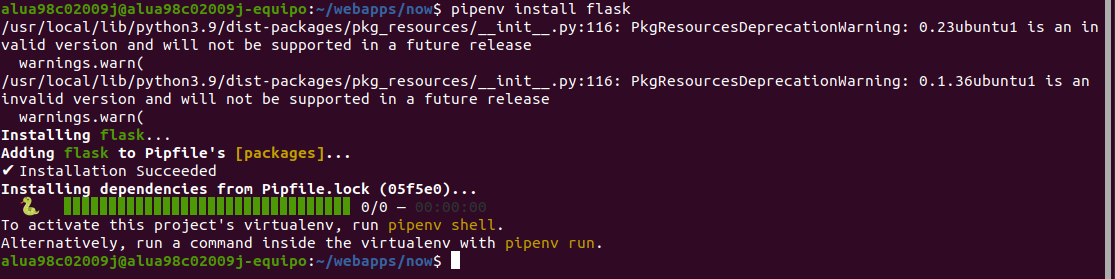 alua98c02009j@alua98c02009j-equipo:~/webapps/now$ pipenv install flask
/usr/local/lib/python3.9/dist-packages/pkg_resources/__init__.py:116: PkgResourcesDeprecationWarning: 0.23ubuntu1 is an in
valid version and will not be supported in a future release
  warnings.warn(
/usr/local/lib/python3.9/dist-packages/pkg_resources/__init__.py:116: PkgResourcesDeprecationWarning: 0.1.36ubuntu1 is an
invalid version and will not be supported in a future release
  warnings.warn(
Installing flask...
Adding flask to Pipfile's [packages]...
✔ Installation Succeeded
Installing dependencies from Pipfile.lock (05f5e0)...
0/0 — 00:00:00
To activate this project's virtualenv, run pipenv shell.
Alternatively, run a command inside the virtualenv with pipenv run.
alua98c02009j@alua98c02009j-equipo:~/webapps/now$